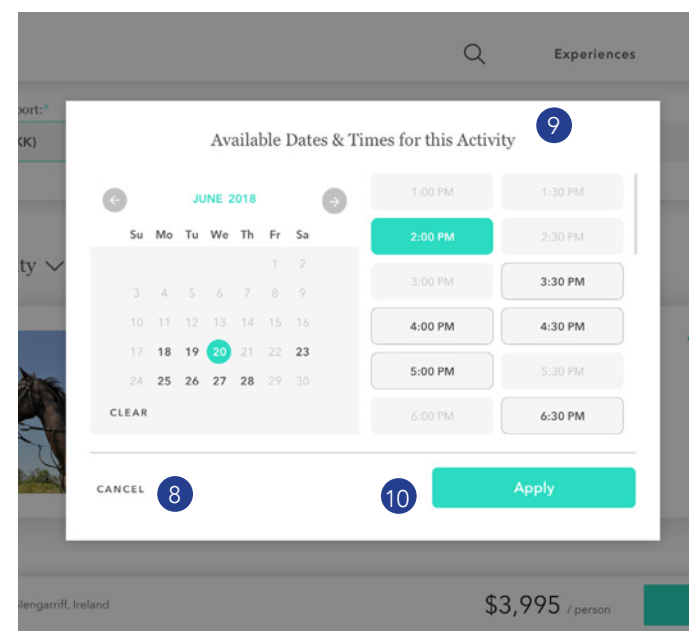 Experiences
port:*
KK)
9
Available Dates & Times for this Activity
JUNE 2018
Su Mo Tu We Th Fr Sa
1 2
3 4 5 6 7 8 9
10 11 12 13 14 15 16
17 18 19 20 21 22 23
24 25 26 27 28 29 30
CLEAR
1:00 PM 1:30 PM
2:00 PM 2:30 PM
3:00 PM 3:30 PM
4:00 PM 4:30 PM
5:00 PM 5:30 PM
6:00 PM 6:30 PM
ity
CANCEL
8
10
Apply
Glengarriff, Ireland
$3,995 / person